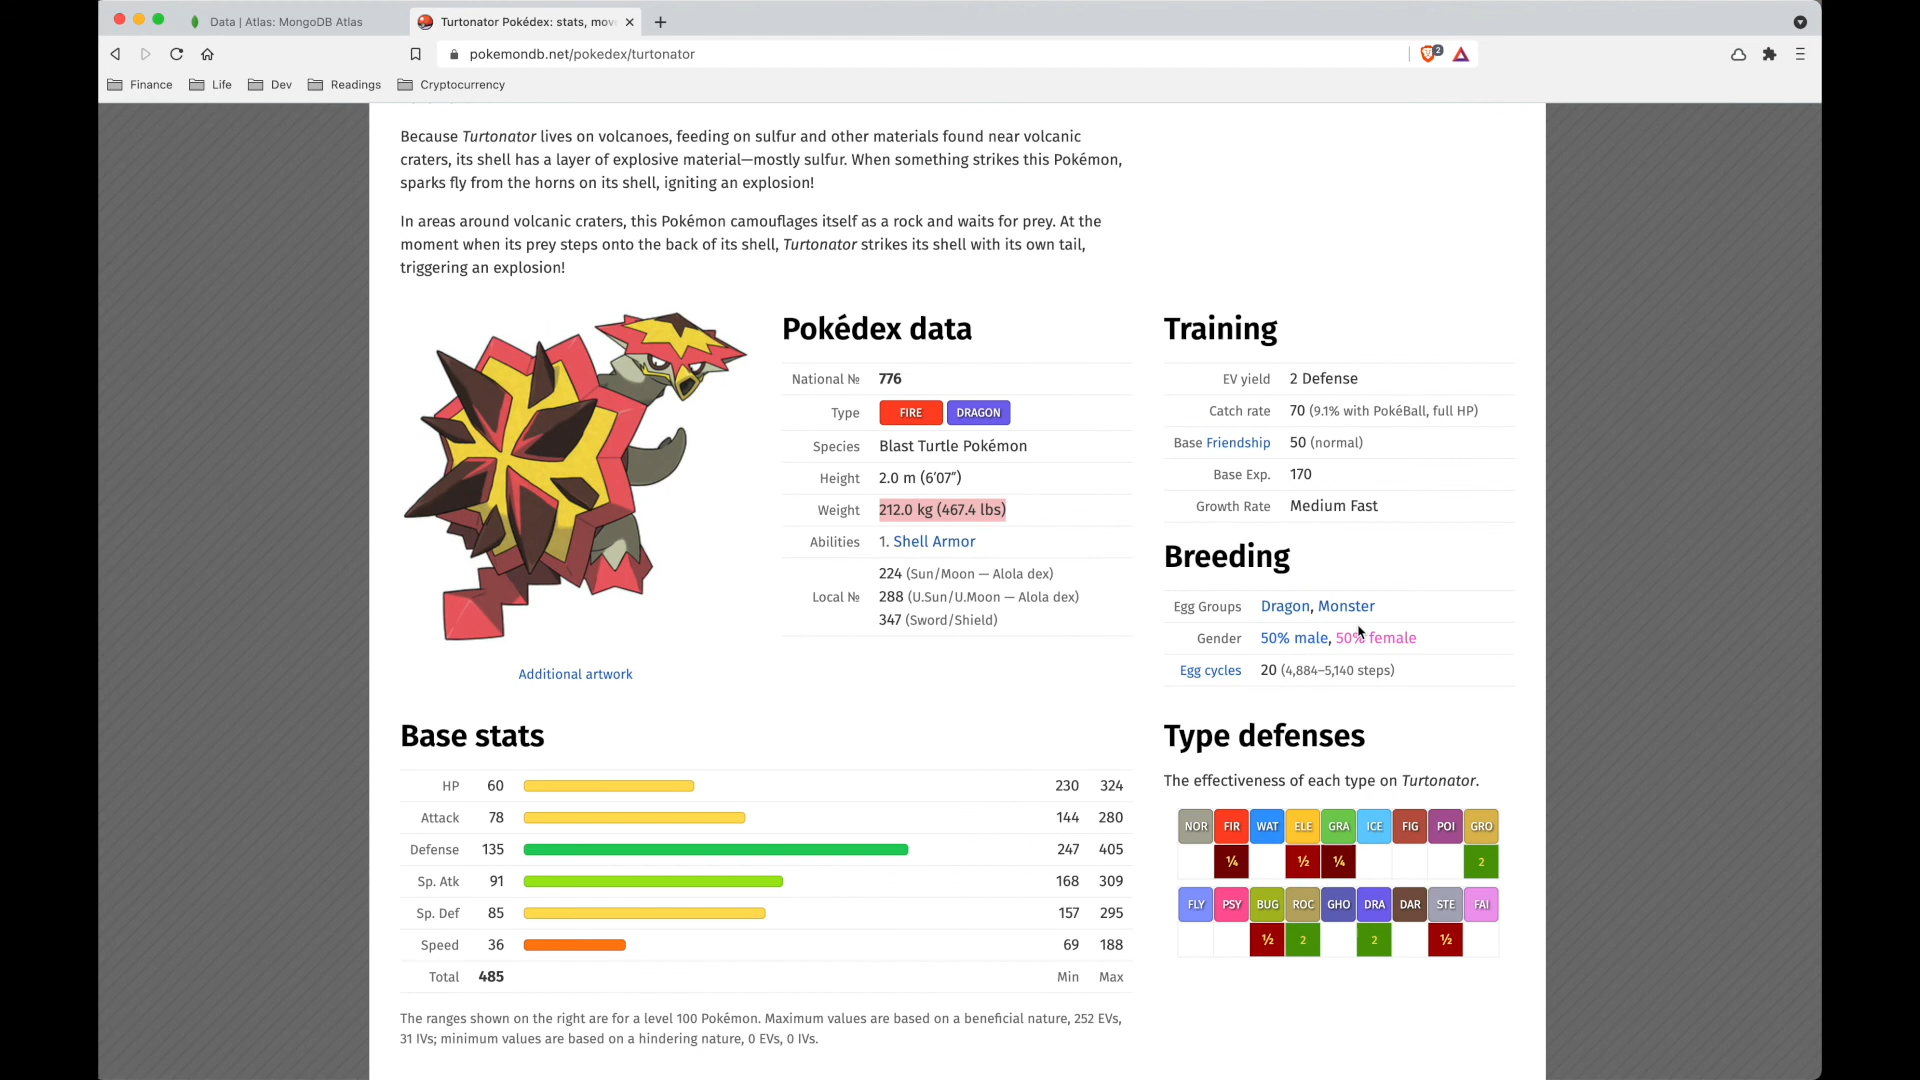 Data | Atlas: MongoDB Atlas
Turtonator Pokédex: stats, mov
pokemondb.net/pokedex/turtonator
2
Finance Life Dev Readings Cryptocurrency
Because Turtonator lives on volcanoes, feeding on sulfur and other materials found near volcanic
craters, its shell has a layer of explosive material—mostly sulfur. When something strikes this Pokémon,
sparks fly from the horns on its shell, igniting an explosion!
In areas around volcanic craters, this Pokémon camouflages itself as a rock and waits for prey. At the
moment when its prey steps onto the back of its shell, Turtonator strikes its shell with its own tail,
triggering an explosion!
Additional artwork
Pokédex data
National № 776
Type FIRE DRAGON
Species Blast Turtle Pokémon
Height 2.0 m (6′07″)
Weight 212.0 kg (467.4 lbs)
Abilities 1. Shell Armor
224 (Sun/Moon — Alola dex)
Local № 288 (U.Sun/U.Moon — Alola dex)
347 (Sword/Shield)
Training
EV yield 2 Defense
Catch rate 70 (9.1% with PokéBall, full HP)
Base Friendship 50 (normal)
Base Exp. 170
Growth Rate Medium Fast
Breeding
Egg Groups Dragon, Monster
Gender 50% male, 50% female
Egg cycles 20 (4,884–5,140 steps)
Base stats
HP 60 230 324
Attack 78 144 280
Defense 135 247 405
Sp. Atk 91 168 309
Sp. Def 85 157 295
Speed 36 69 188
Total 485 Min Max
The ranges shown on the right are for a level 100 Pokémon. Maximum values are based on a beneficial nature, 252 EVs,
31 IVs; minimum values are based on a hindering nature, 0 EVs, 0 IVs.
Type defenses
The effectiveness of each type on Turtonator.
NOR FIR WAT ELE GRA ICE FIG POI GRO
¼ ½ ¼ 2
FLY PSY BUG ROC GHO DRA DAR STE FAI
½ 2 2 ½